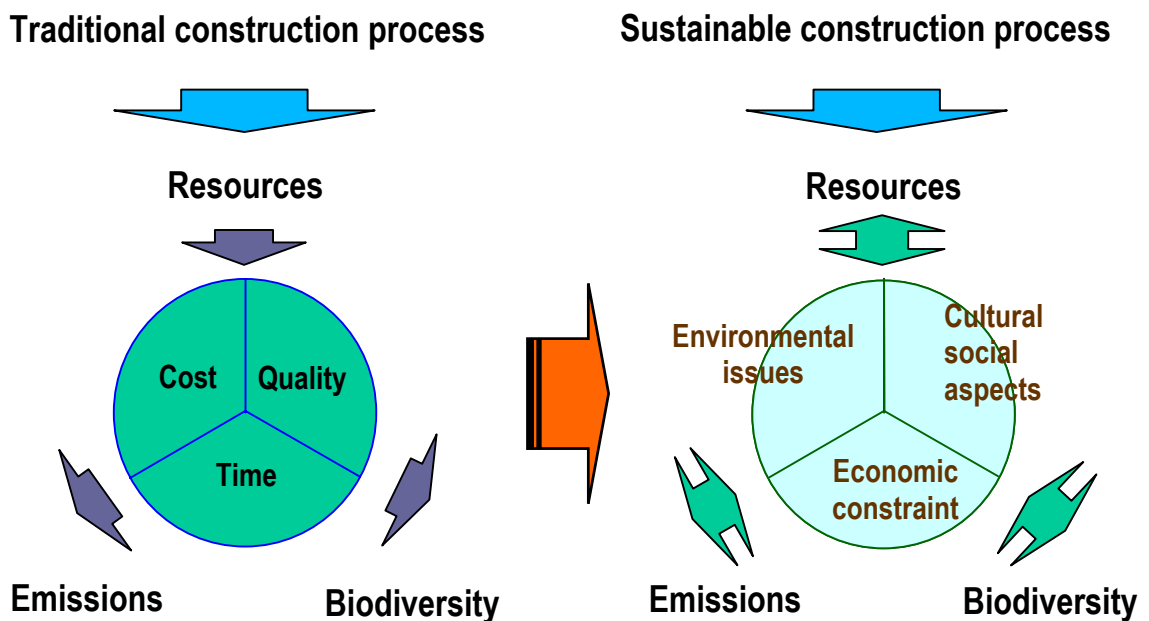 Traditional construction process
Sustainable construction process
Resources
Resources
Cost
Quality
Time
Environmental
issues
Cultural
social
aspects
Economic
constraint
Emissions
Biodiversity
Emissions
Biodiversity